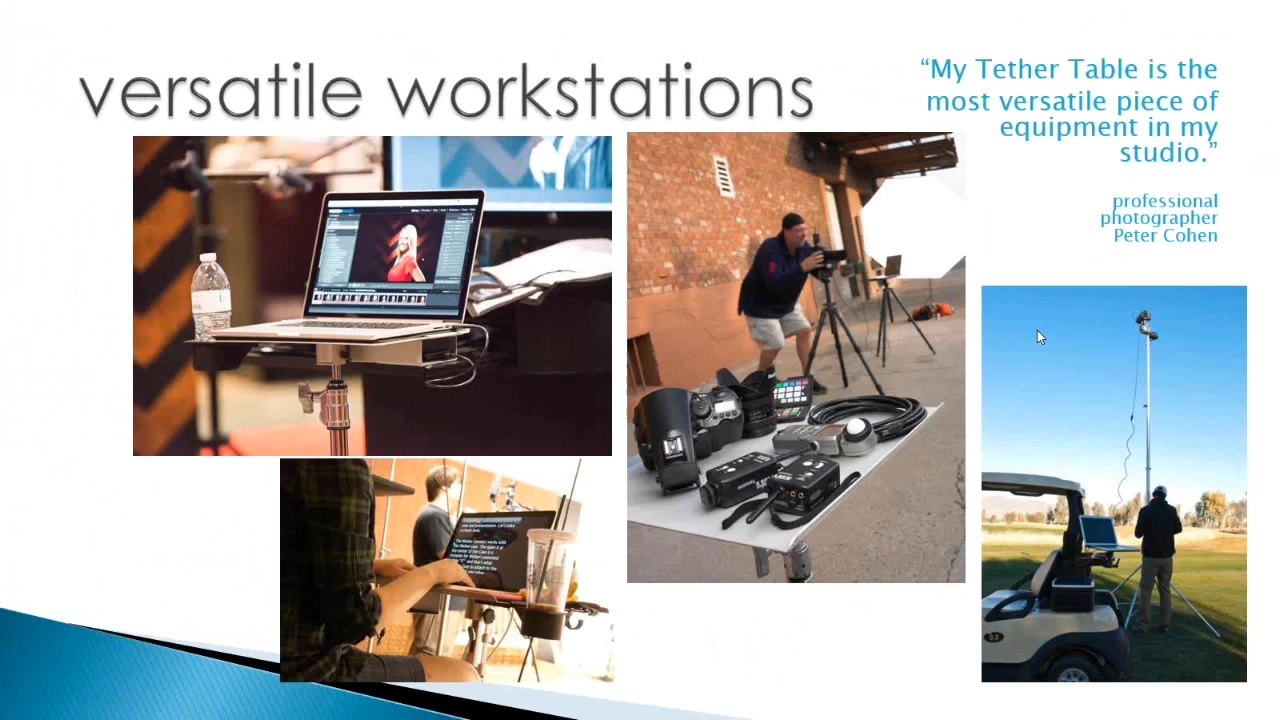 versatile workstations
“My Tether Table is the
most versatile piece of
equipment in my
studio.”
professional
photographer
Peter Cohen
53